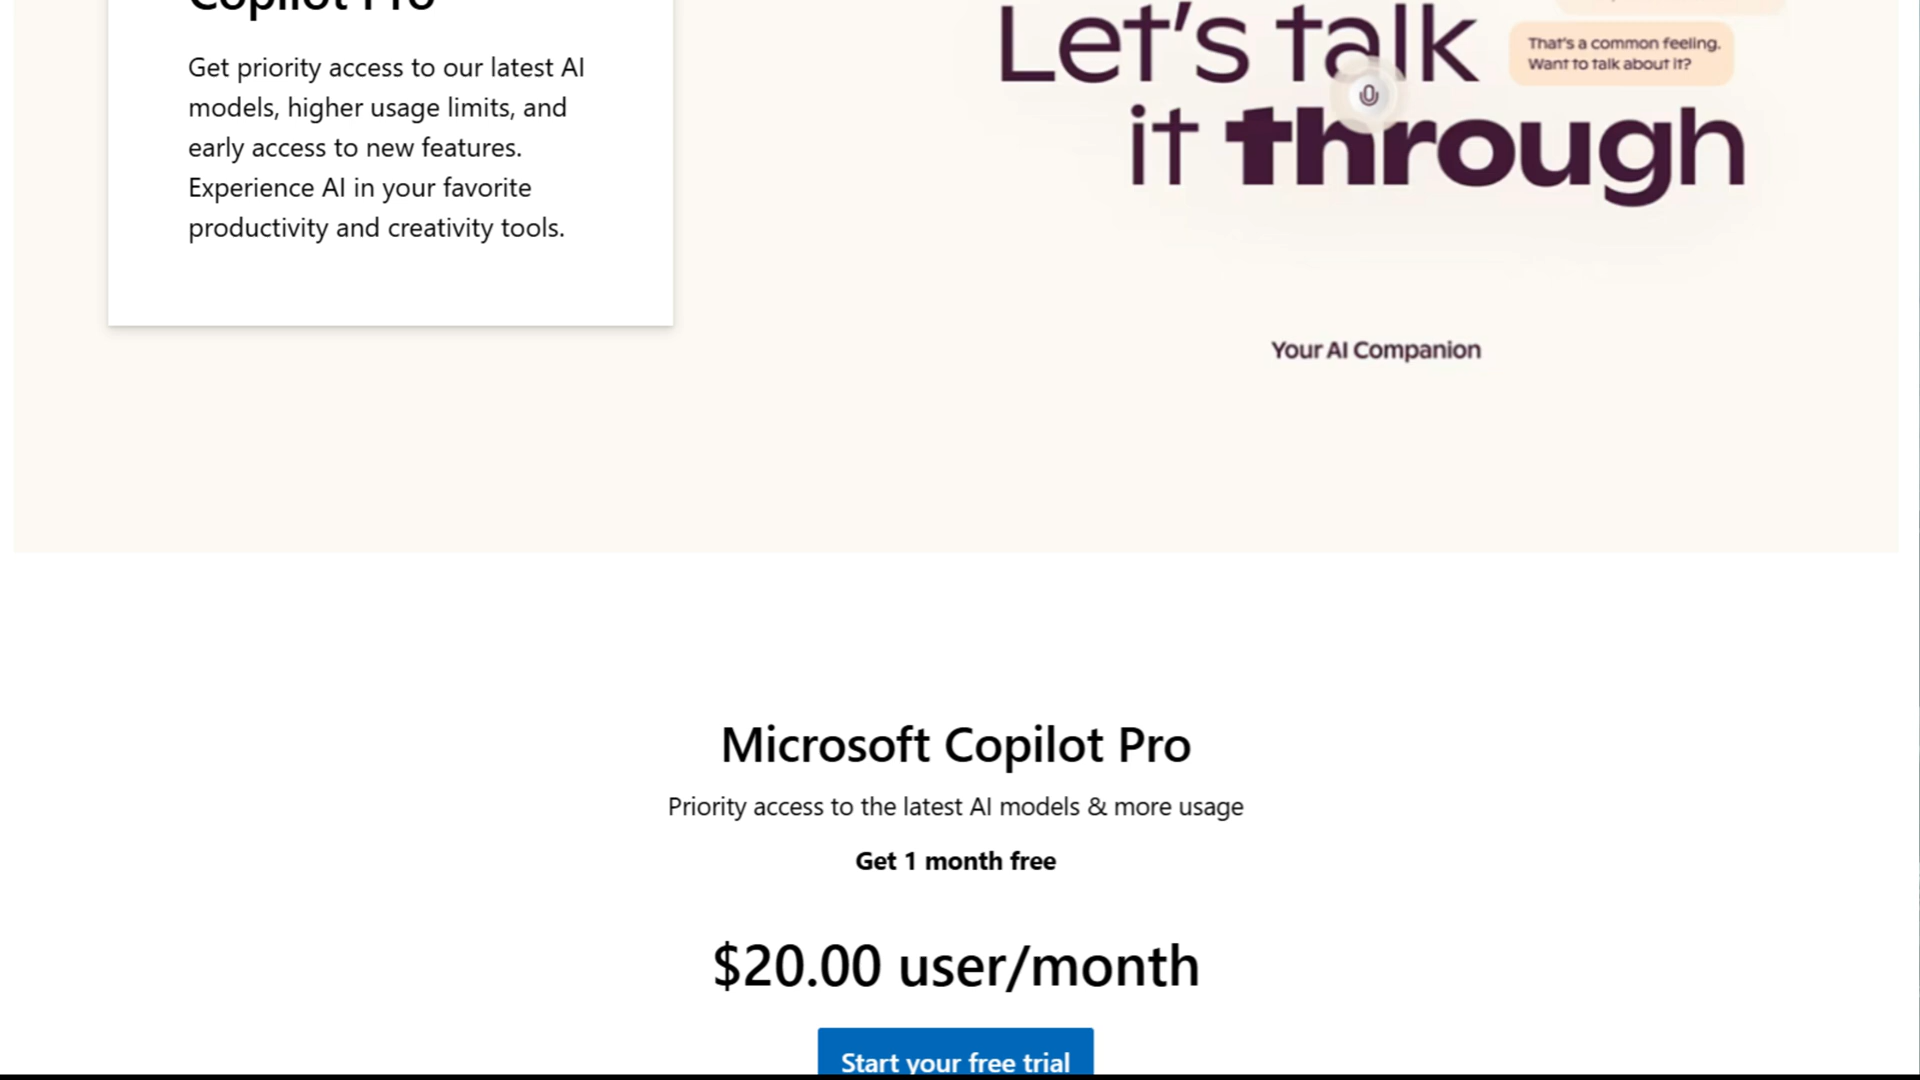 Copilot Pro
Get priority access to our latest AI
models, higher usage limits, and
early access to new features.
Experience AI in your favorite
productivity and creativity tools.
Let's talk
it through
That's a common feeling.
Want to talk about it?
Your AI Companion
Microsoft Copilot Pro
Priority access to the latest AI models & more usage
Get 1 month free
$20.00 user/month
Start your free trial